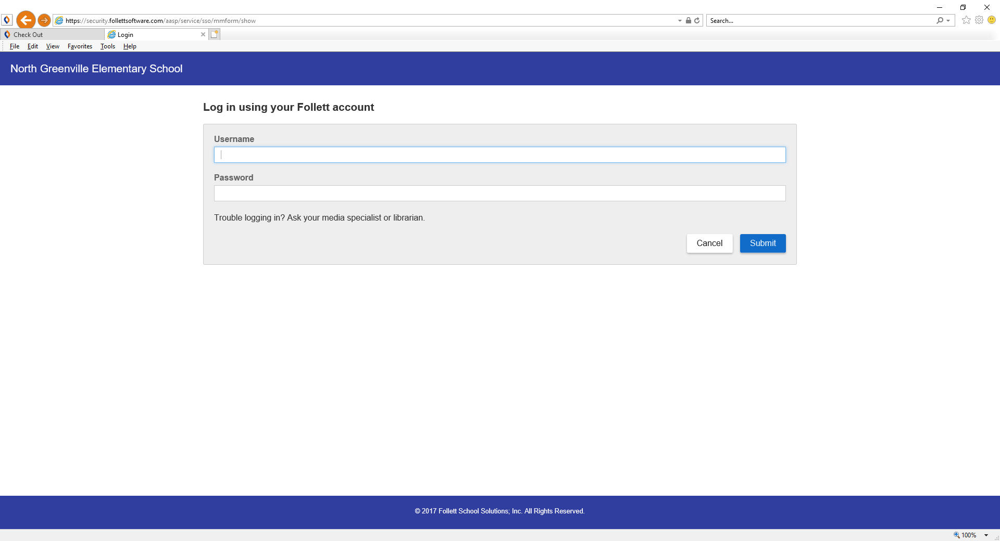 https://security.follettsoftware.com/aasp/service/sso/mmform/show
Search...
Check Out
Login
File Edit View Favorites Tools Help
North Greenville Elementary School
Log in using your Follett account
Username
Password
Trouble logging in? Ask your media specialist or librarian.
Cancel
Submit
© 2017 Follett School Solutions; Inc. All Rights Reserved.
100%